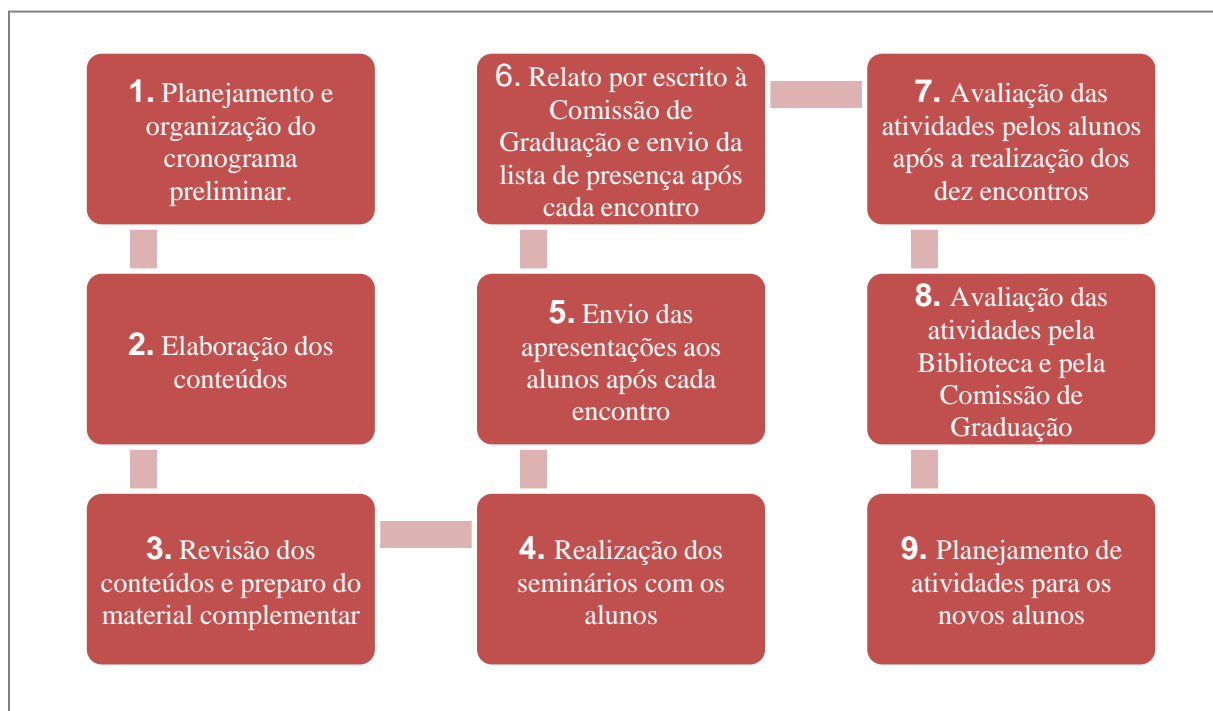 1. Planejamento e
organização do
cronograma
preliminar.
2. Elaboração dos
conteúdos
3. Revisão dos
conteúdos e preparo do
material complementar
4. Realização dos
seminários com os
alunos
5. Envio das
apresentações aos
alunos após cada
encontro
6. Relato por escrito à
Comissão de
Graduação e envio da
lista de presença após
cada encontro
7. Avaliação das
atividades pelos alunos
após a realização dos
dez encontros
8. Avaliação das
atividades pela
Biblioteca e pela
Comissão de
Graduação
9. Planejamento de
atividades para os
novos alunos